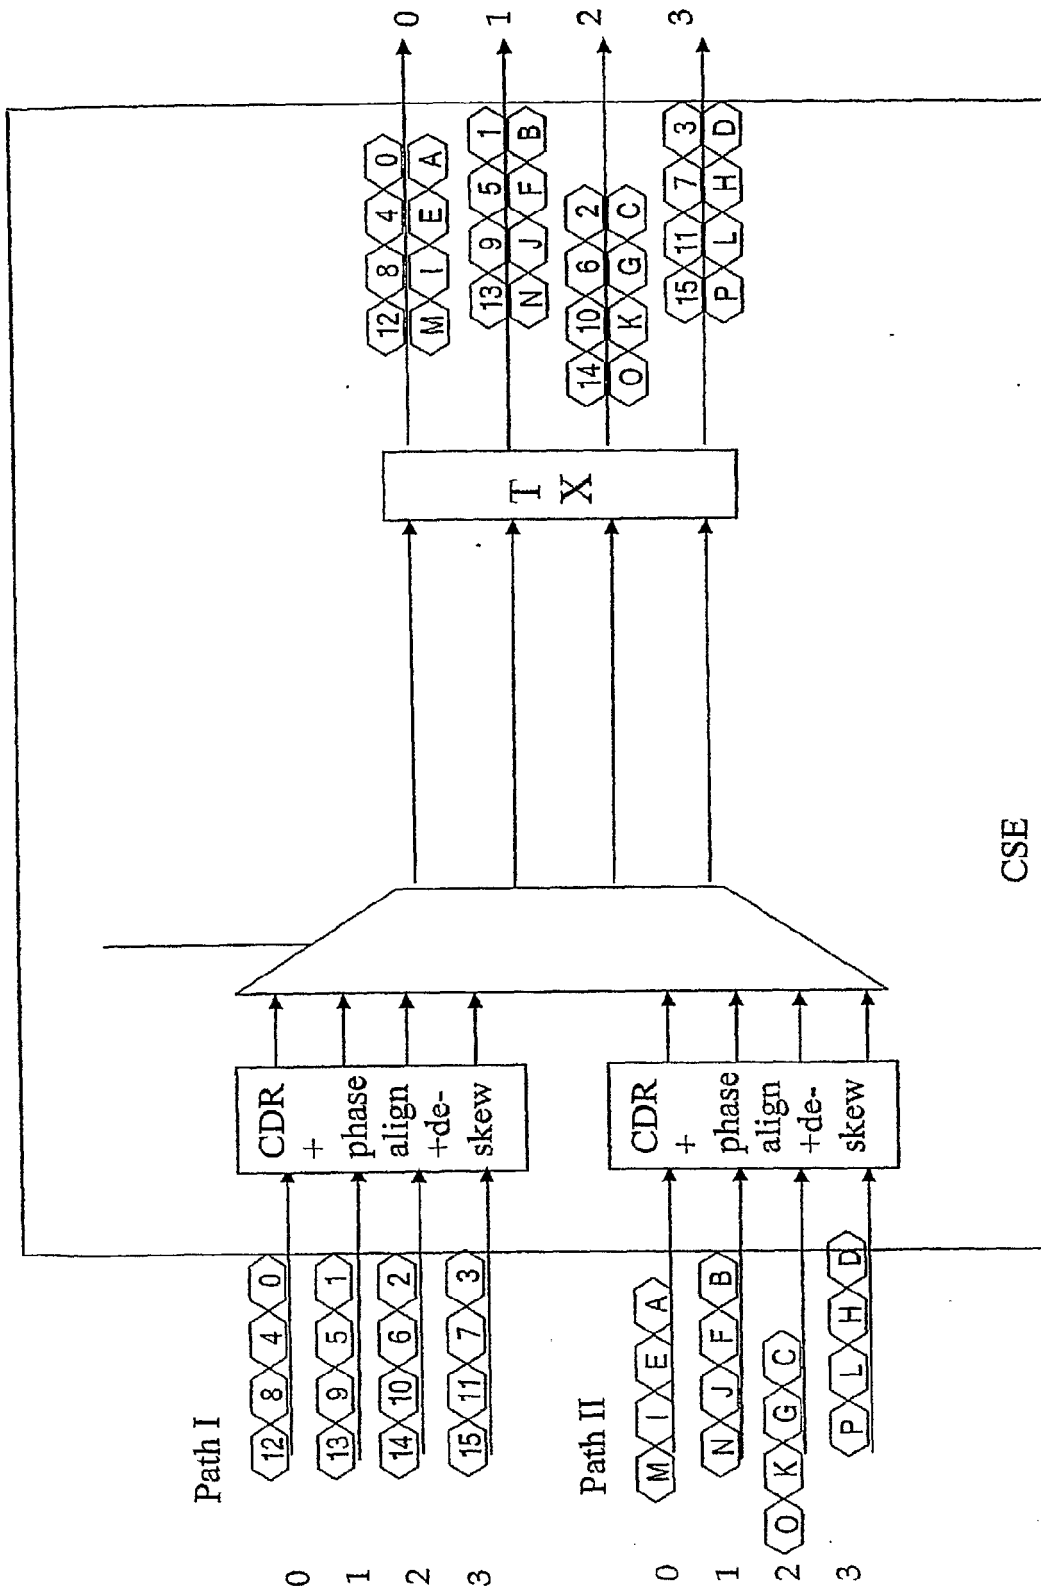 Path I
0 12 8 4 0
1 13 9 5 1
2 14 10 6 2
3 15 11 7 3
CDR
+
phase
align
+de-
skew
Path II
0 M I E A
1 N J F B
2 O K G C
3 P L H D
CDR
+
phase
align
+de-
skew
T X
12 8 4 0 0
M I E A
13 9 5 1 1
N J F B
14 10 6 2 2
O K G C
15 11 7 3 3
P L H D
CSE